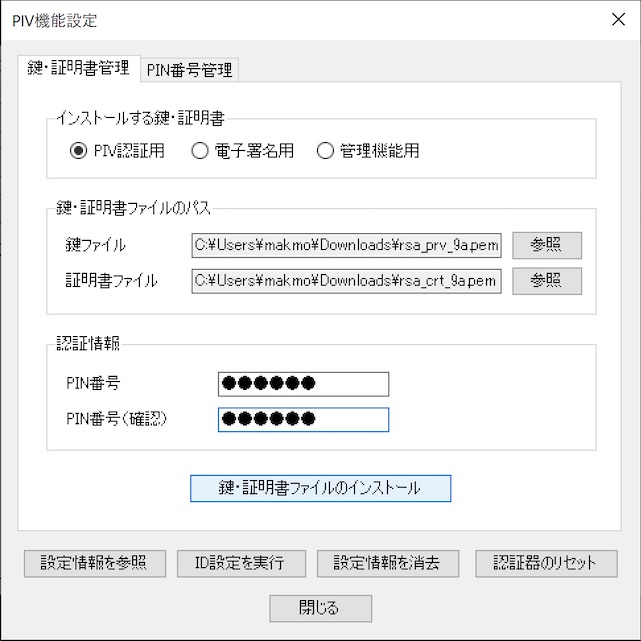 PIV機能設定
鍵・証明書管理 PIN番号管理
インストールする鍵・証明書
PIV認証用 電子署名用 管理機能用
鍵・証明書ファイルのパス
鍵ファイル C:¥Users¥makmo¥Downloads¥rsa_prv_9a.pem 参照
証明書ファイル C:¥Users¥makmo¥Downloads¥rsa_crt_9a.pem 参照
認証情報
PIN番号 ●●●●●●
PIN番号(確認) ●●●●●●
鍵・証明書ファイルのインストール
設定情報を参照 ID設定を実行 設定情報を消去 認証器のリセット
閉じる